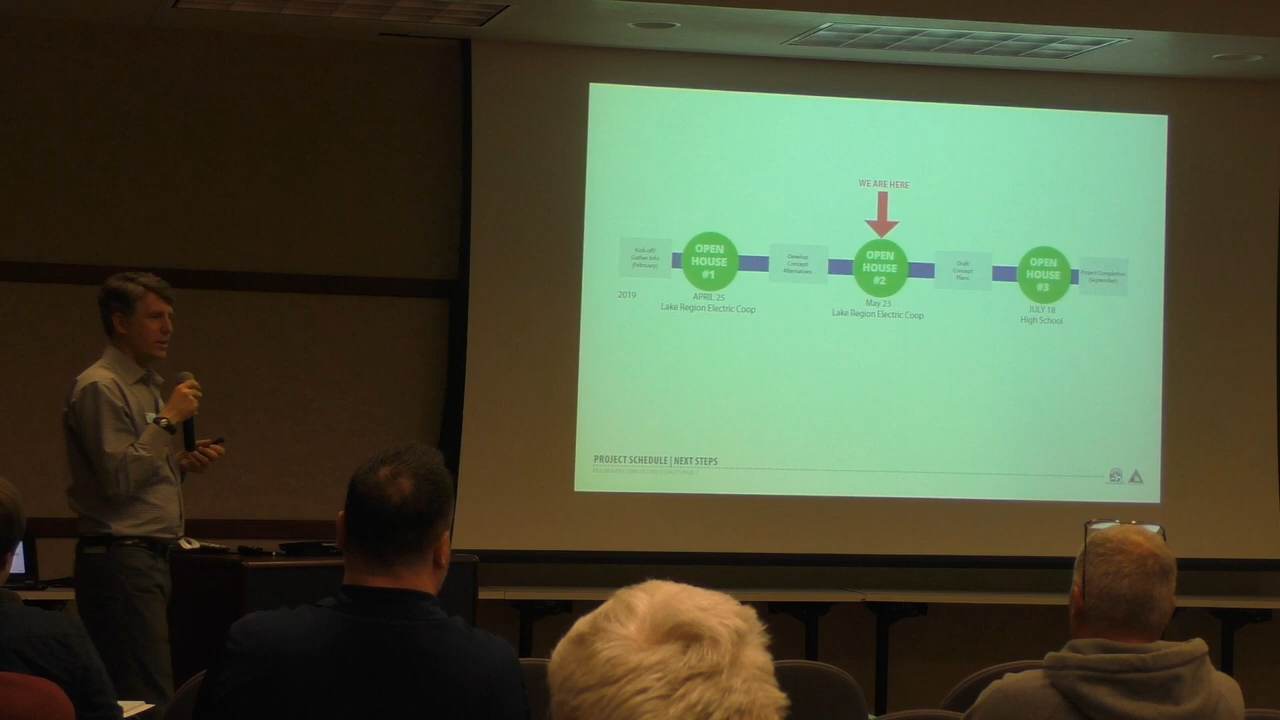 WE ARE HERE
Kick-off/
Gather Info
(February)
OPEN
HOUSE
#1
Develop
Concept
Alternatives
OPEN
HOUSE
#2
Draft
Concept
Plans
OPEN
HOUSE
#3
Project Completion
(September)
2019
APRIL 25
Lake Region Electric Coop
May 23
Lake Region Electric Coop
JULY 18
High School
PROJECT SCHEDULE | NEXT STEPS